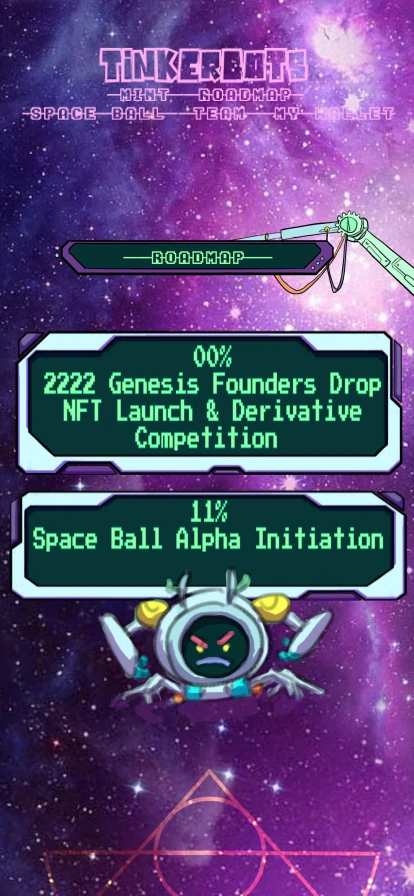 TINKERBOTS
MINT ROADMAP
SPACE BALL TEAM MY WALLET
ROADMAP
00%
2222 Genesis Founders Drop
NFT Launch & Derivative
Competition
11%
Space Ball Alpha Initiation